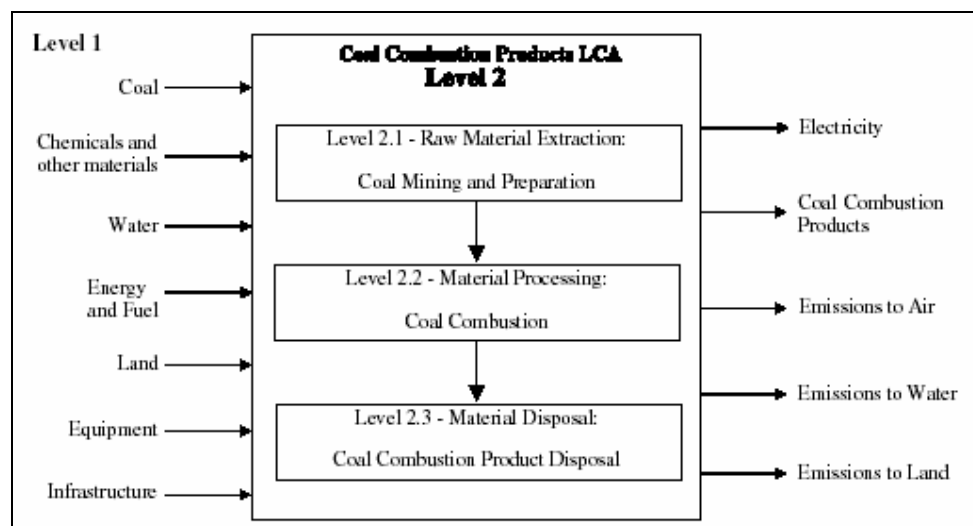 Level 1
Coal Combustion Products LCA
Level 2
Coal
Chemicals and
other materials
Water
Energy
and Fuel
Land
Equipment
Infrastructure
Level 2.1 - Raw Material Extraction:
Coal Mining and Preparation
Level 2.2 - Material Processing:
Coal Combustion
Level 2.3 - Material Disposal:
Coal Combustion Product Disposal
Electricity
Coal Combustion
Products
Emissions to Air
Emissions to Water
Emissions to Land